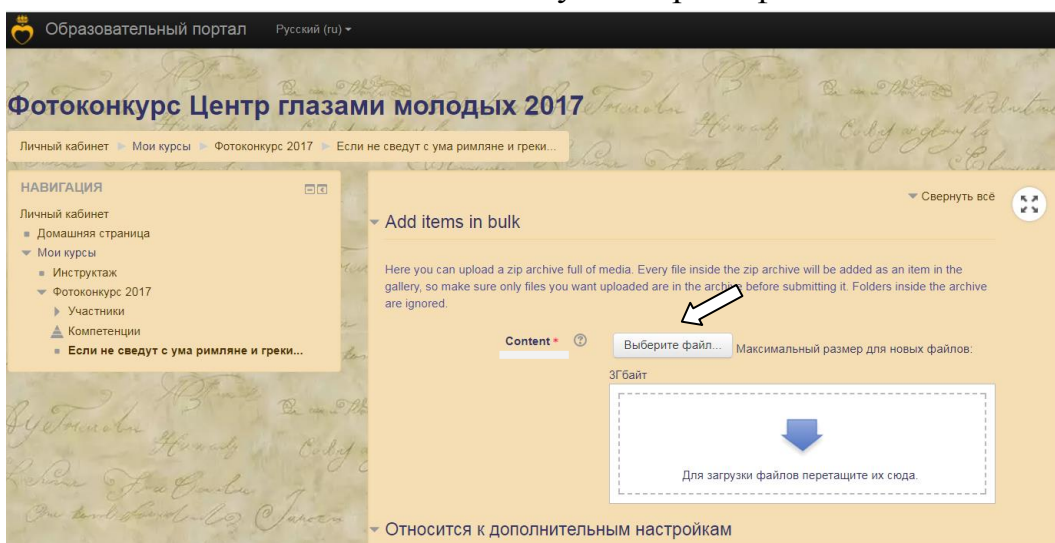 Образовательный портал Русский (ru)
Фотоконкурс Центр глазами молодых 2017
Личный кабинет Мои курсы Фотоконкурс 2017 Если не сведут с ума римляне и греки...
НАВИГАЦИЯ
Личный кабинет
Домашняя страница
Мои курсы
Инструктаж
Фотоконкурс 2017
Участники
Компетенции
Если не сведут с ума римляне и греки...
Свернуть всё
Add items in bulk
Here you can upload a zip archive full of media. Every file inside the zip archive will be added as an item in the
gallery, so make sure only files you want uploaded are in the archive before submitting it. Folders inside the archive
are ignored.
Content * Выберите файл... Максимальный размер для новых файлов:
3Гбайт
Для загрузки файлов перетащите их сюда.
Относится к дополнительным настройкам